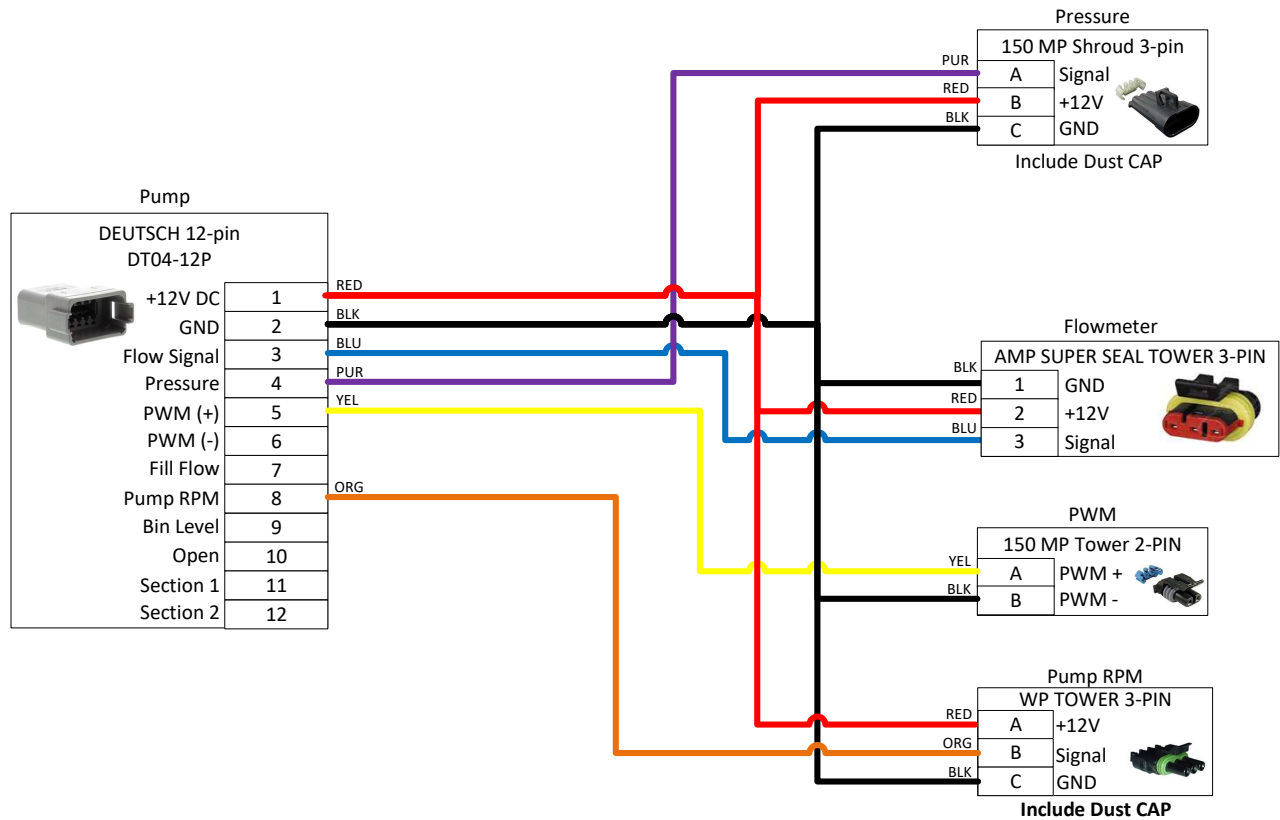 Pressure
150 MP Shroud 3-pin
PUR A Signal
RED B +12V
BLK C GND
Include Dust CAP
Pump
DEUTSCH 12-pin
DT04-12P
+12V DC 1 RED
GND 2 BLK
Flow Signal 3 BLU
Pressure 4 PUR
PWM (+) 5 YEL
PWM (-) 6
Fill Flow 7
Pump RPM 8 ORG
Bin Level 9
Open 10
Section 1 11
Section 2 12
Flowmeter
AMP SUPER SEAL TOWER 3-PIN
BLK 1 GND
RED 2 +12V
BLU 3 Signal
PWM
150 MP Tower 2-PIN
YEL A PWM +
BLK B PWM -
Pump RPM
WP TOWER 3-PIN
RED A +12V
ORG B Signal
BLK C GND
Include Dust CAP